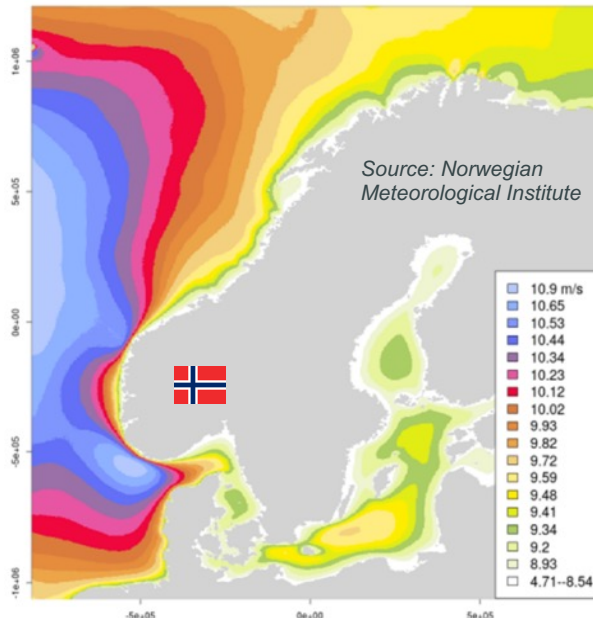 Source: Norwegian
Meteorological Institute
1e+06
5e+05
0e+00
-5e+05
-1e+06
-5e+05
0e+00
5e+05
10.9 m/s
10.65
10.53
10.44
10.34
10.23
10.12
10.02
9.93
9.82
9.72
9.59
9.48
9.41
9.34
9.2
8.93
4.71--8.54